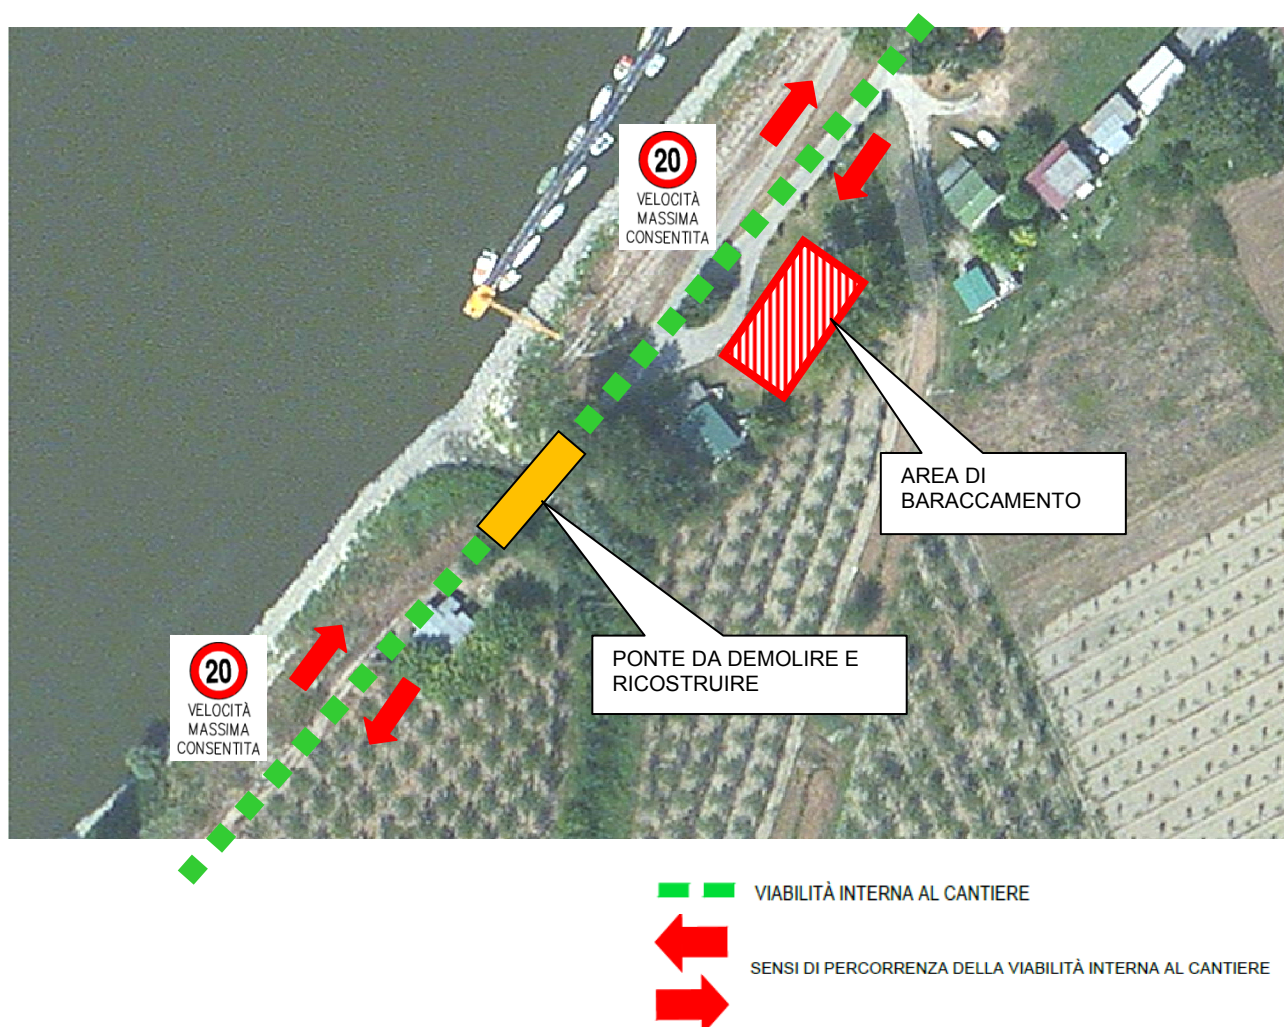 20
VELOCITÀ
MASSIMA
CONSENTITA
AREA DI
BARACCAMENTO
PONTE DA DEMOLIRE E
RICOSTRUIRE
20
VELOCITÀ
MASSIMA
CONSENTITA
VIABILITÀ INTERNA AL CANTIERE
SENSI DI PERCORRENZA DELLA VIABILITÀ INTERNA AL CANTIERE